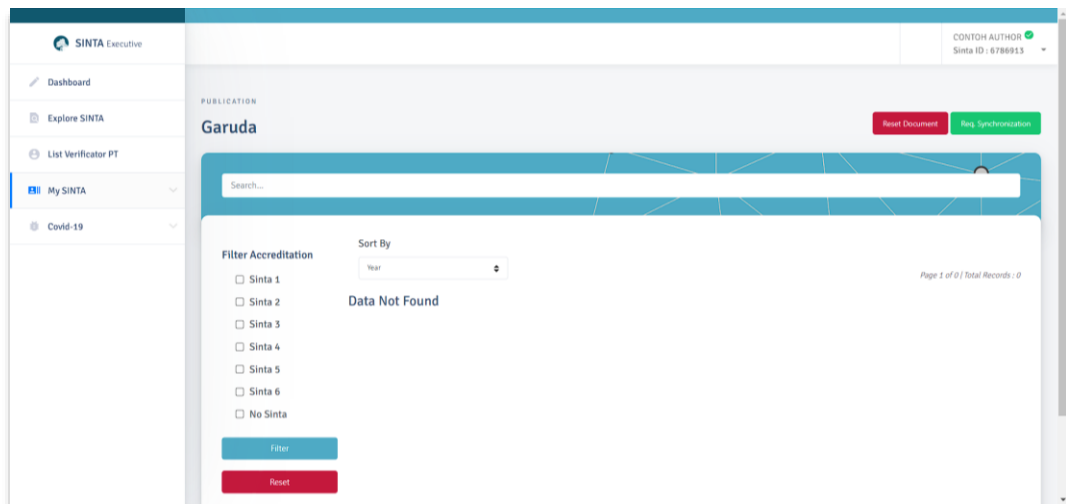 SINTA Executive
CONTOH AUTHOR
Sinta ID : 6786913
Dashboard
Explore SINTA
List Verificator PT
My SINTA
Covid-19
PUBLICATION
Garuda
Reset Document
Req. Synchronization
Search...
Filter Accreditation
Sinta 1
Sinta 2
Sinta 3
Sinta 4
Sinta 5
Sinta 6
No Sinta
Filter
Reset
Sort By
Year
Page 1 of 0 | Total Records : 0
Data Not Found